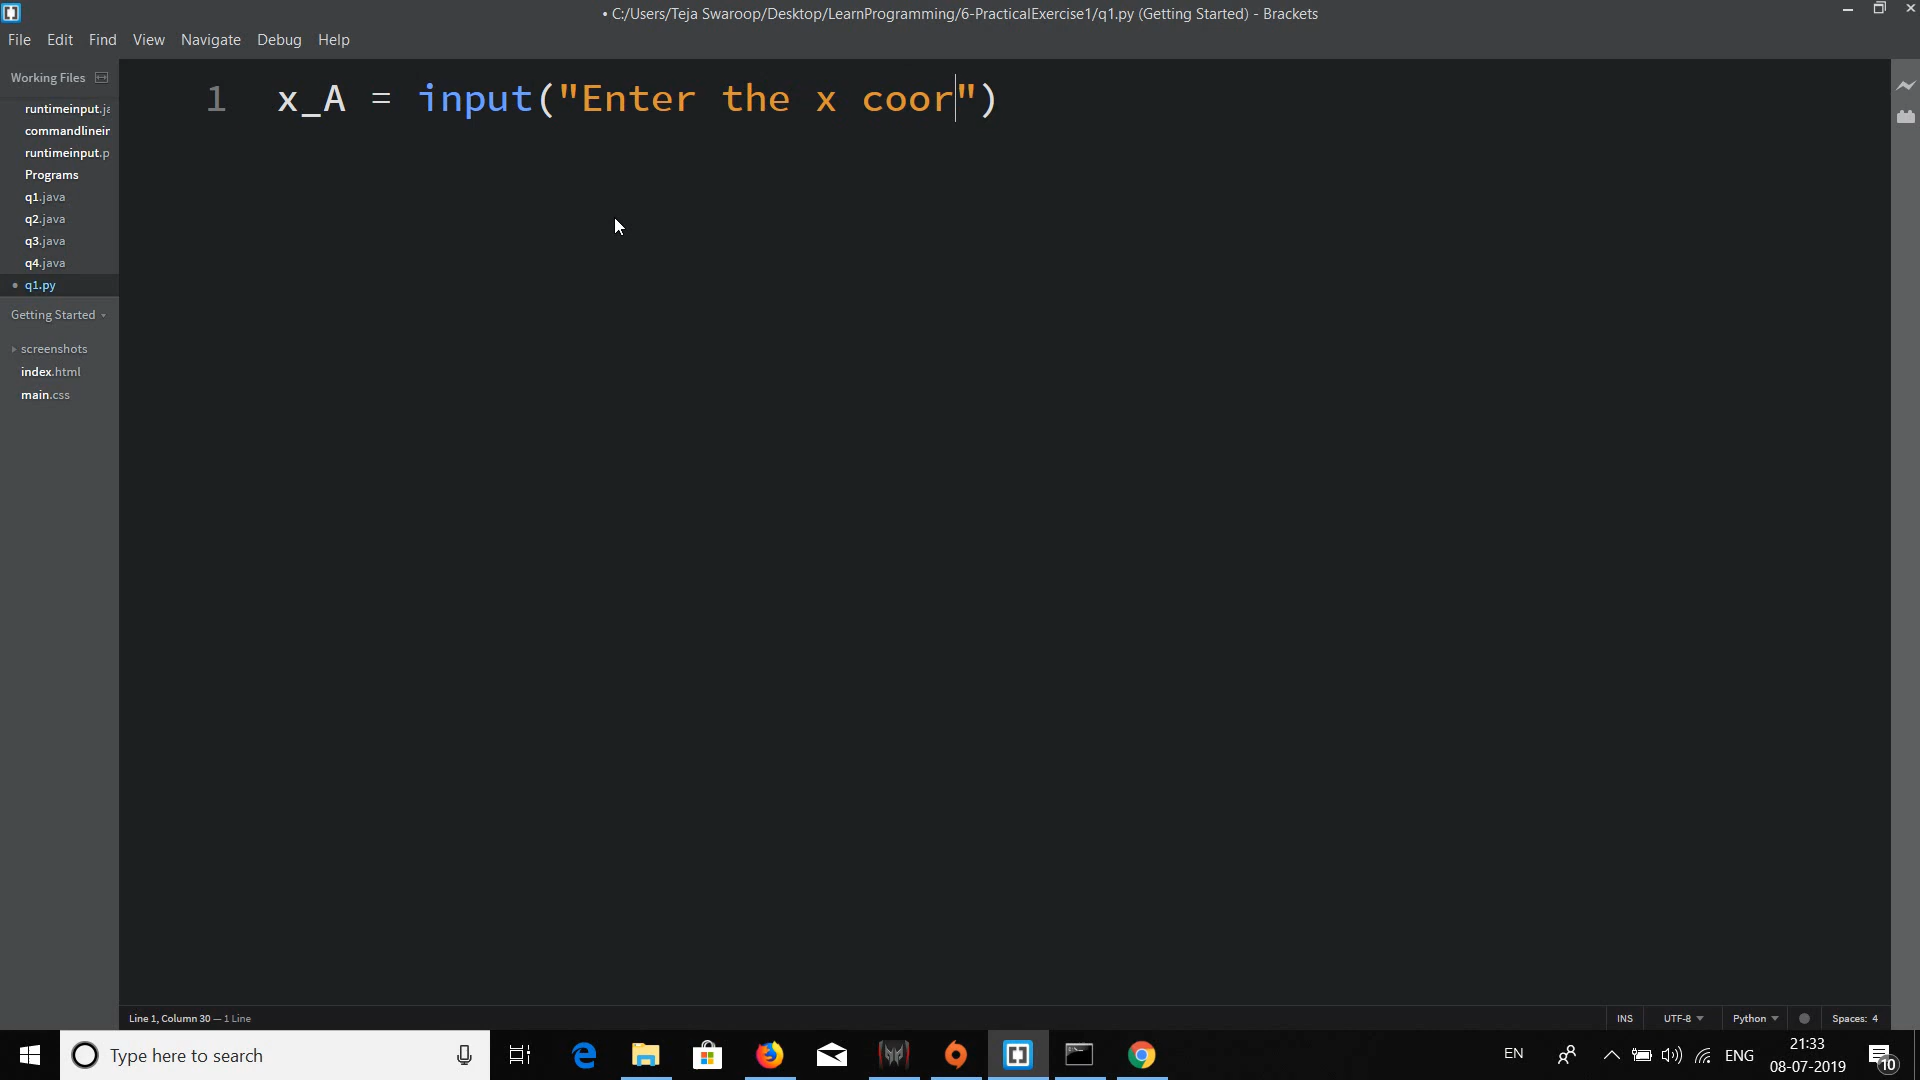 • C:/Users/Teja Swaroop/Desktop/LearnProgramming/6-PracticalExercise1/q1.py (Getting Started) - Brackets
File Edit Find View Navigate Debug Help
Working Files
runtimeinput.ja
commandlinein
runtimeinput.p
Programs
q1.java
q2.java
q3.java
q4.java
• q1.py
Getting Started
screenshots
index.html
main.css
1 x_A = input("Enter the x coor")
Line 1, Column 30 — 1 Line
INS UTF-8 Python Spaces: 4
Type here to search
EN
ENG
21:33
08-07-2019
10